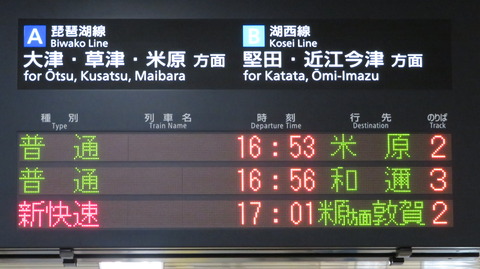 A 琵琶湖線 B 湖西線
Biwako Line Kosei Line
大津・草津・米原 方面 堅田・近江今津 方面
for Ōtsu, Kusatsu, Maibara for Katata, Ōmi-Imazu
種別 列車名 時刻 行先 のりば
Type Train Name Departure Time Destination Track
普通 16:53 米原 2
普通 16:56 和邇 3
新快速 17:01 米原方面敦賀 2